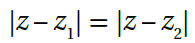 |z − z₁| = |z − z₂|